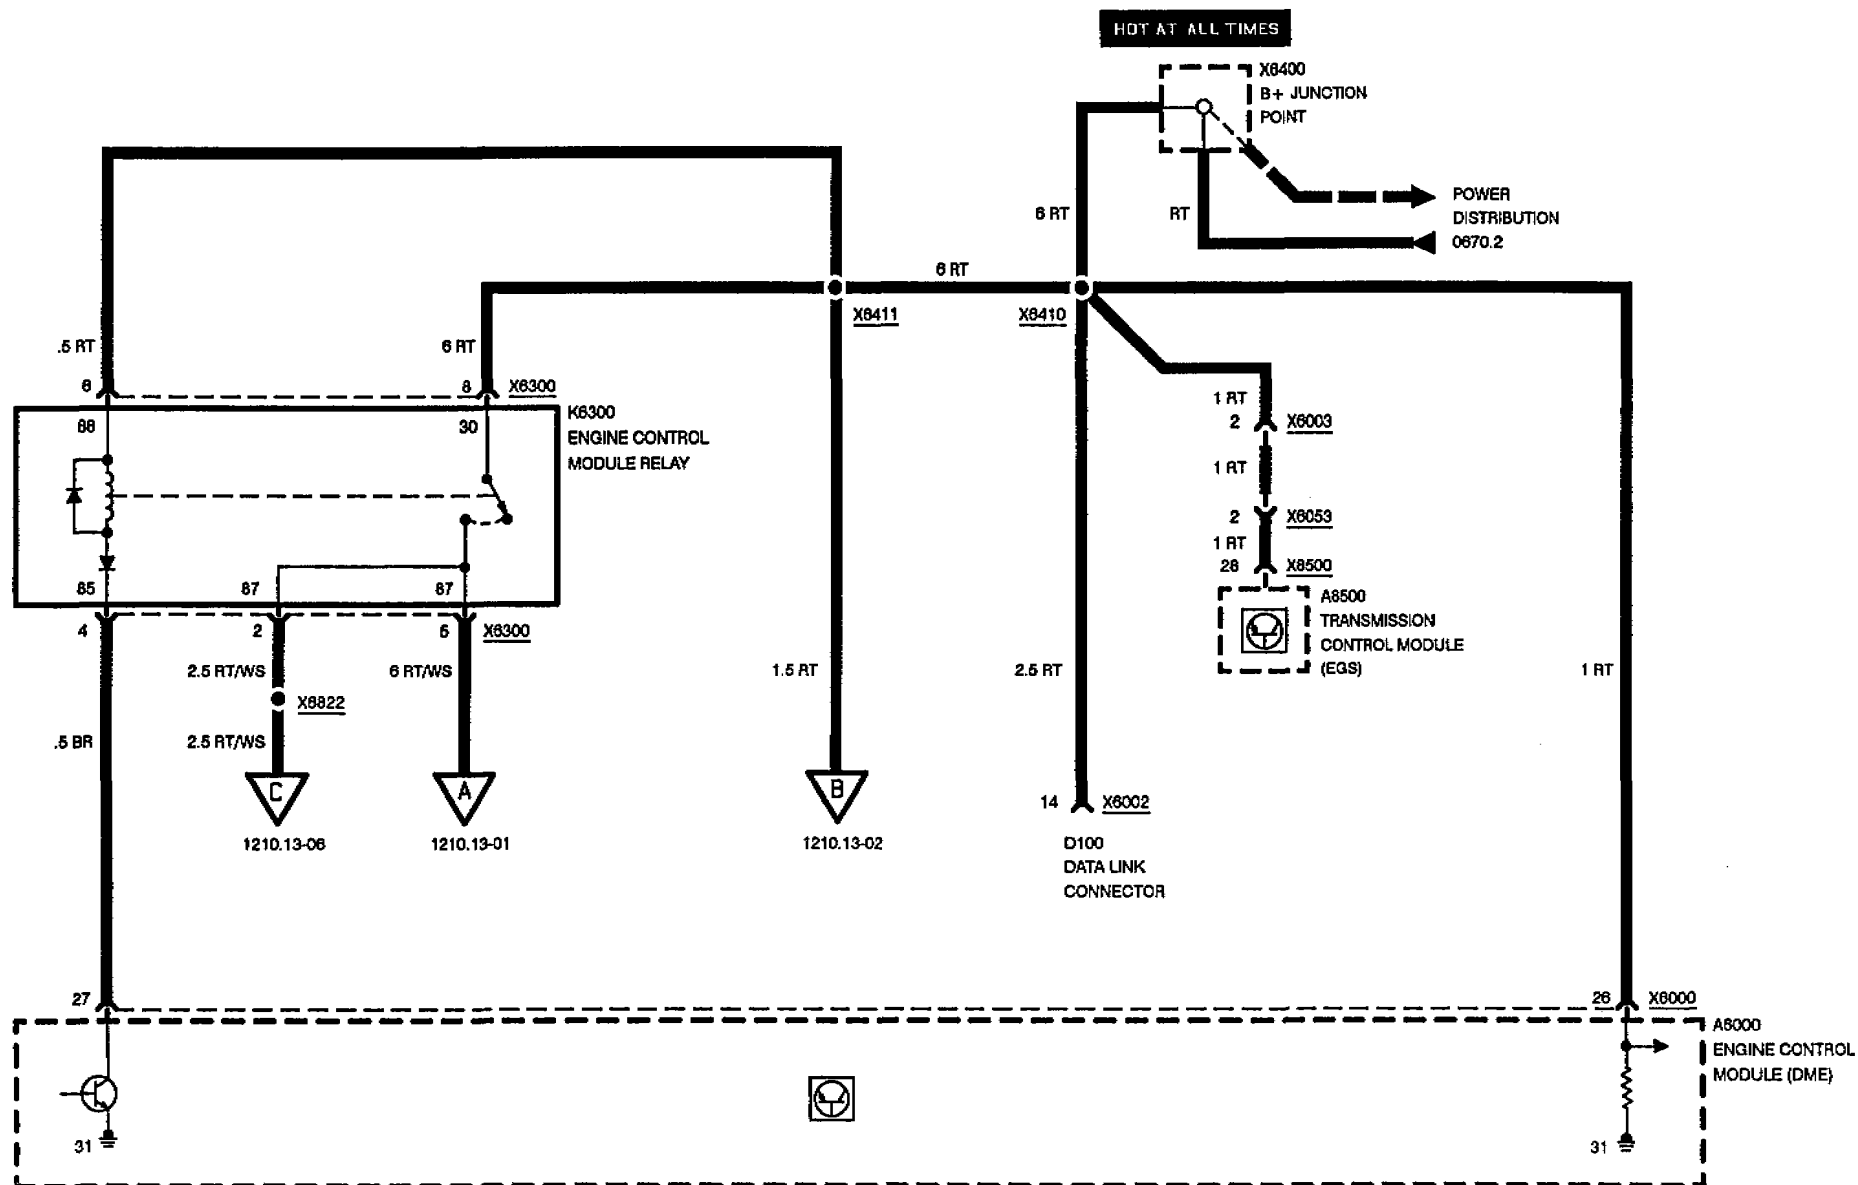 HOT AT ALL TIMES
X6400
B+ JUNCTION
POINT
POWER
DISTRIBUTION
0670.2
6 RT
RT
6 RT
X6411
X6410
.5 RT
6 RT
6
8
X6300
K6300
ENGINE CONTROL
MODULE RELAY
86
30
1 RT
2
X6003
1 RT
2
X6053
1 RT
28
X8500
A8500
TRANSMISSION
CONTROL MODULE
(EGS)
85
87
87
4
2
X6300
2.5 RT/WS
6 RT/WS
1.5 RT
2.5 RT
1 RT
X6822
.5 BR
2.5 RT/WS
C
A
B
14
X6002
1210.13-06
1210.13-01
1210.13-02
D100
DATA LINK
CONNECTOR
27
26
X6000
A6000
ENGINE CONTROL
MODULE (DME)
31
31